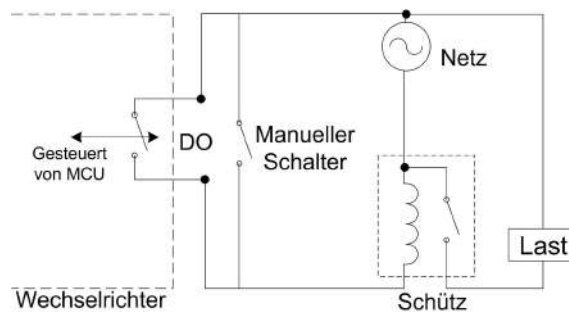 Netz
DO
Manueller
Schalter
Gesteuert
von MCU
Last
Wechselrichter
Schütz